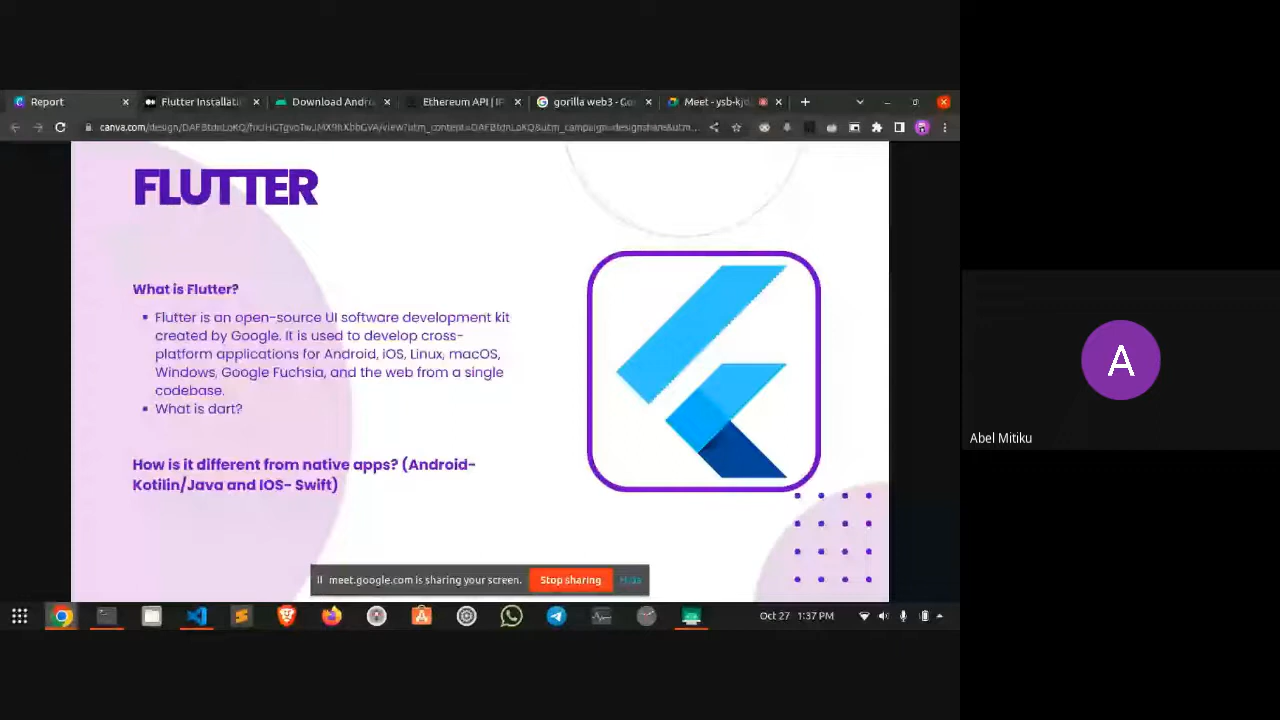 Report
Flutter Installati
Download Andro
Ethereum API | IP
gorilla web3 - Go
Meet - ysb-kjd
FLUTTER
What is Flutter?
Flutter is an open-source UI software development kit
created by Google. It is used to develop cross-
platform applications for Android, iOS, Linux, macOS,
Windows, Google Fuchsia, and the web from a single
codebase.
What is dart?
How is it different from native apps? (Android-
Kotilin/Java and IOS- Swift)
meet.google.com is sharing your screen.
Stop sharing
Hide
Oct 27 1:37 PM
A
Abel Mitiku